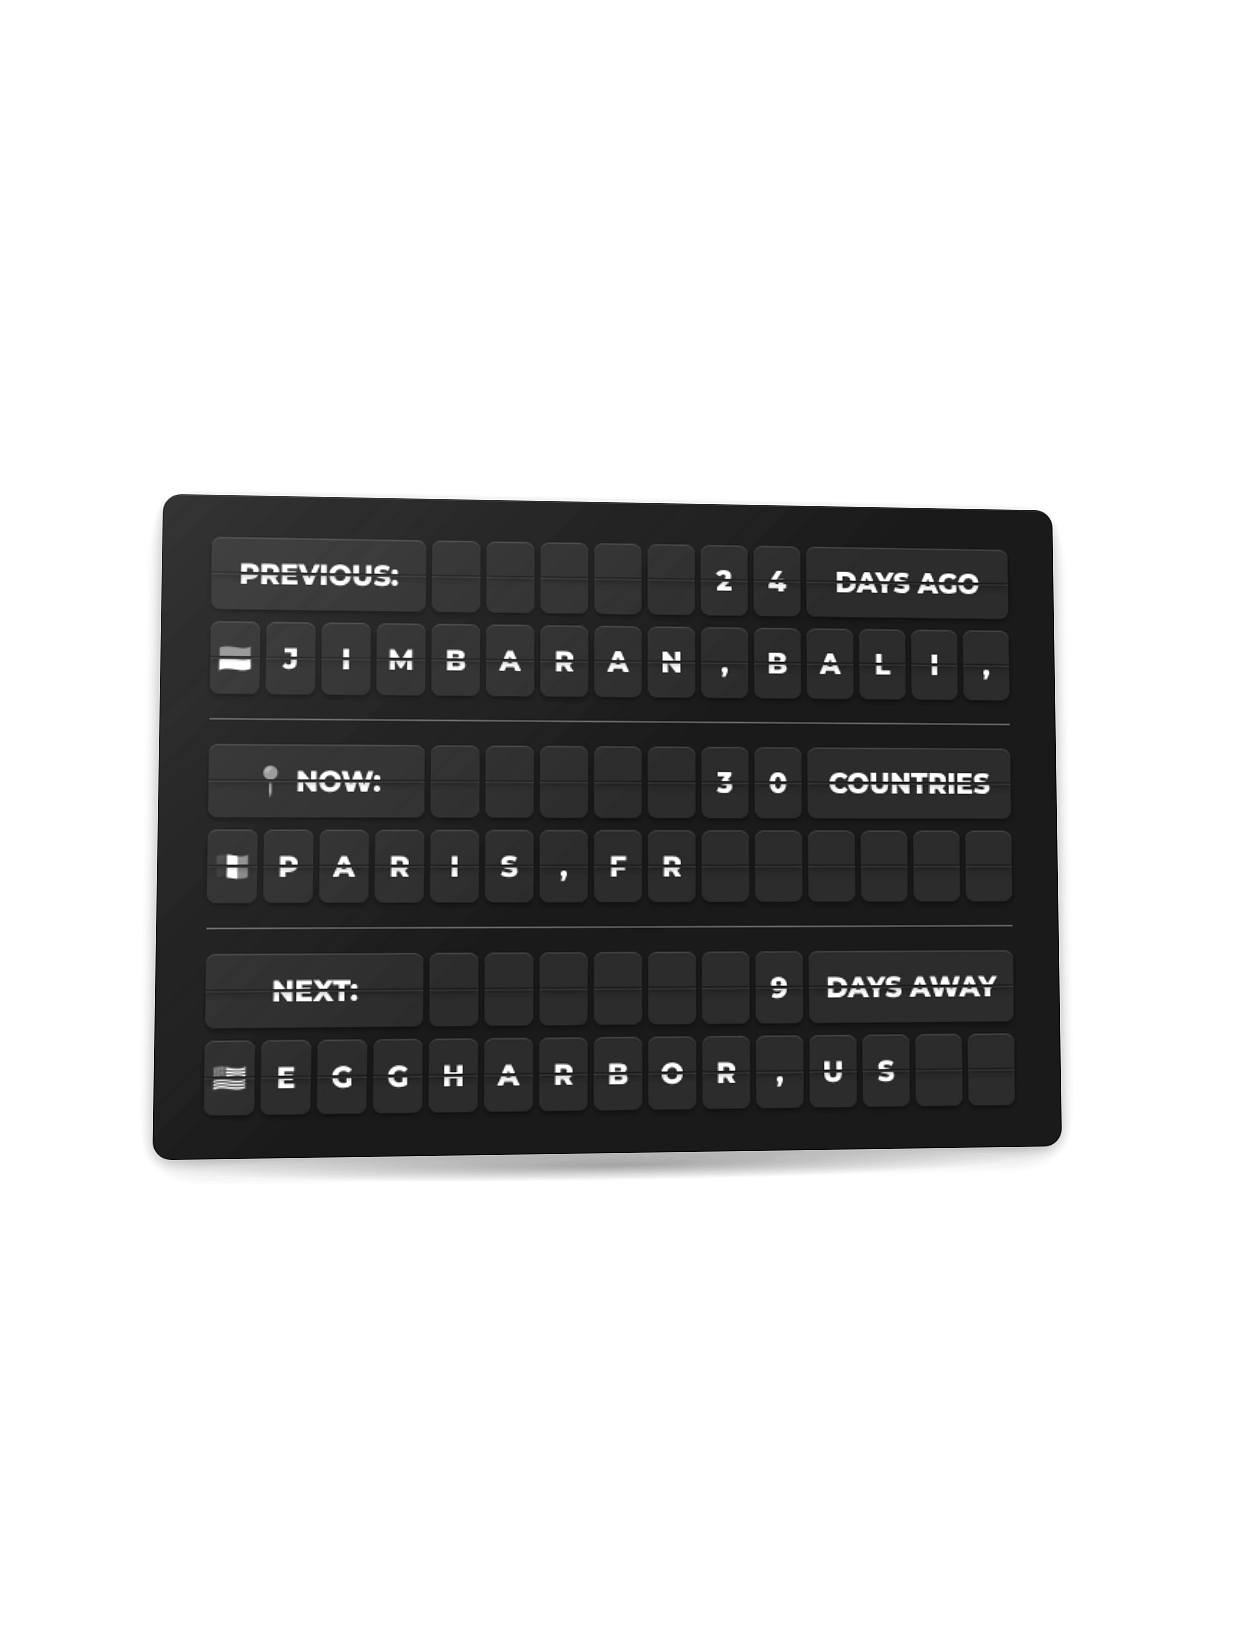 PREVIOUS: 24 DAYS AGO
JIMBARAN,BALI,
NOW: 30 COUNTRIES
PARIS,FR
NEXT: 9 DAYS AWAY
EGGHARBOR,US